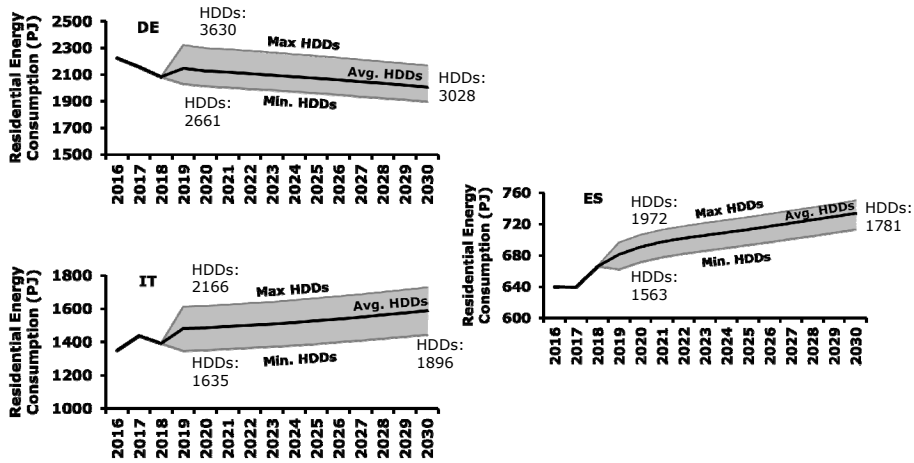 Residential Energy
Consumption (PJ)
2500
2300
2100
1900
1700
1500
DE
HDDs:
3630
Max HDDs
Avg. HDDs
HDDs:
3028
HDDs:
2661
Min. HDDs
2016 2017 2018 2019 2020 2021 2022 2023 2024 2025 2026 2027 2028 2029 2030
Residential Energy
Consumption (PJ)
1800
1600
1400
1200
1000
IT
HDDs:
2166
Max HDDs
Avg. HDDs
HDDs:
1635
Min. HDDs
HDDs:
1896
2016 2017 2018 2019 2020 2021 2022 2023 2024 2025 2026 2027 2028 2029 2030
Residential Energy
Consumption (PJ)
760
720
680
640
600
ES
HDDs:
1972
Max HDDs
Avg. HDDs
HDDs:
1781
HDDs:
1563
Min. HDDs
2016 2017 2018 2019 2020 2021 2022 2023 2024 2025 2026 2027 2028 2029 2030